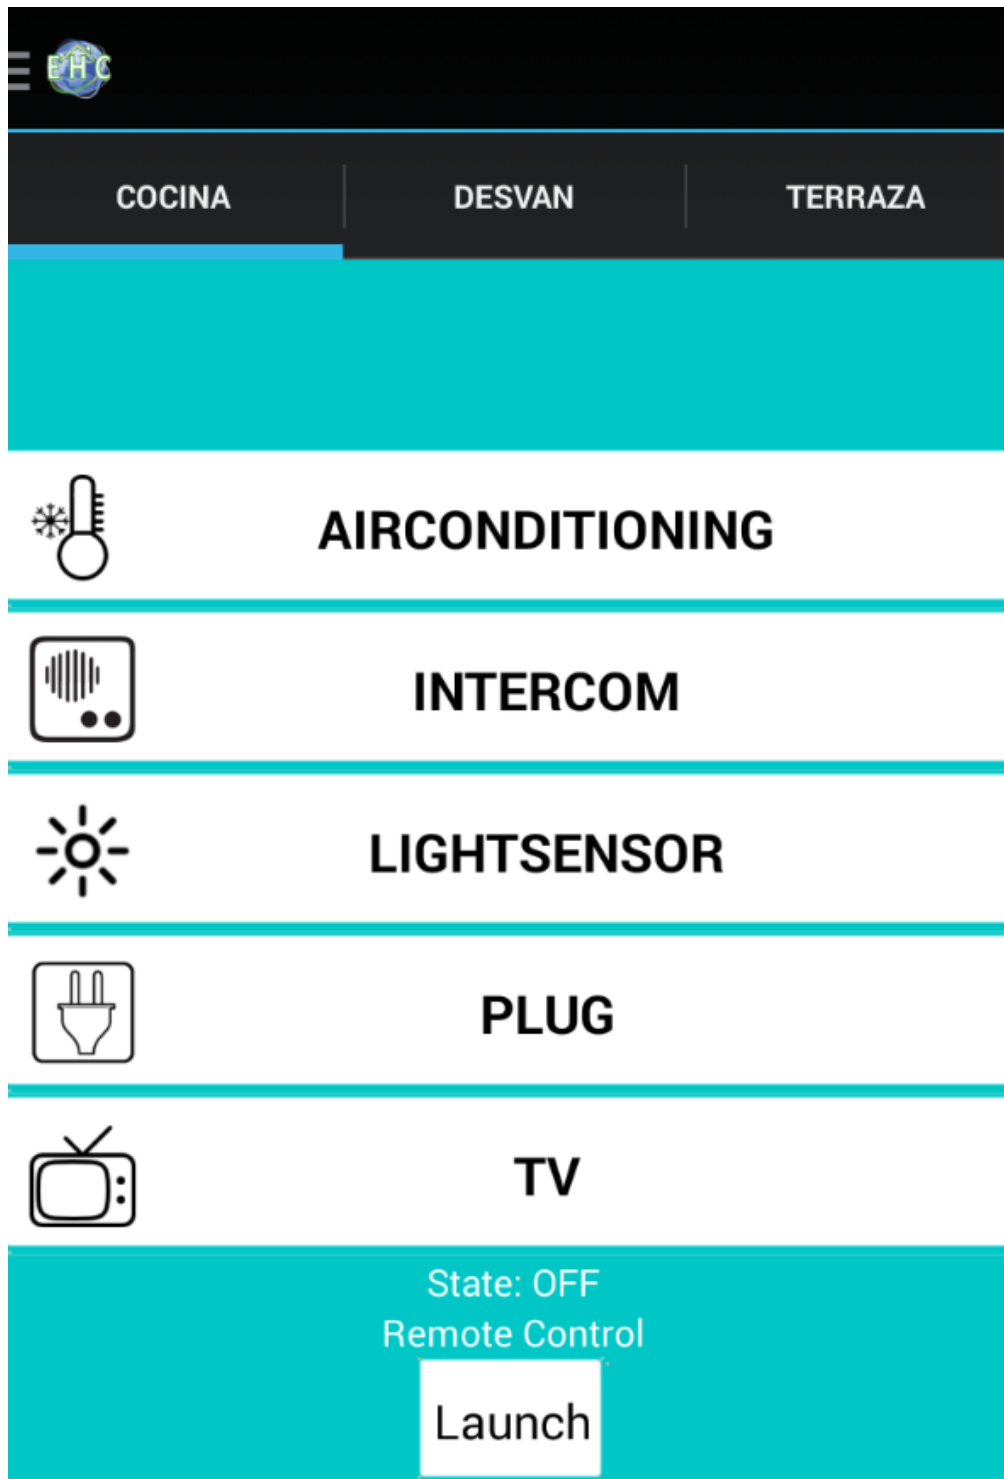 EHC
COCINA DESVAN TERRAZA
AIRCONDITIONING
INTERCOM
LIGHTSENSOR
PLUG
TV
State: OFF
Remote Control
Launch